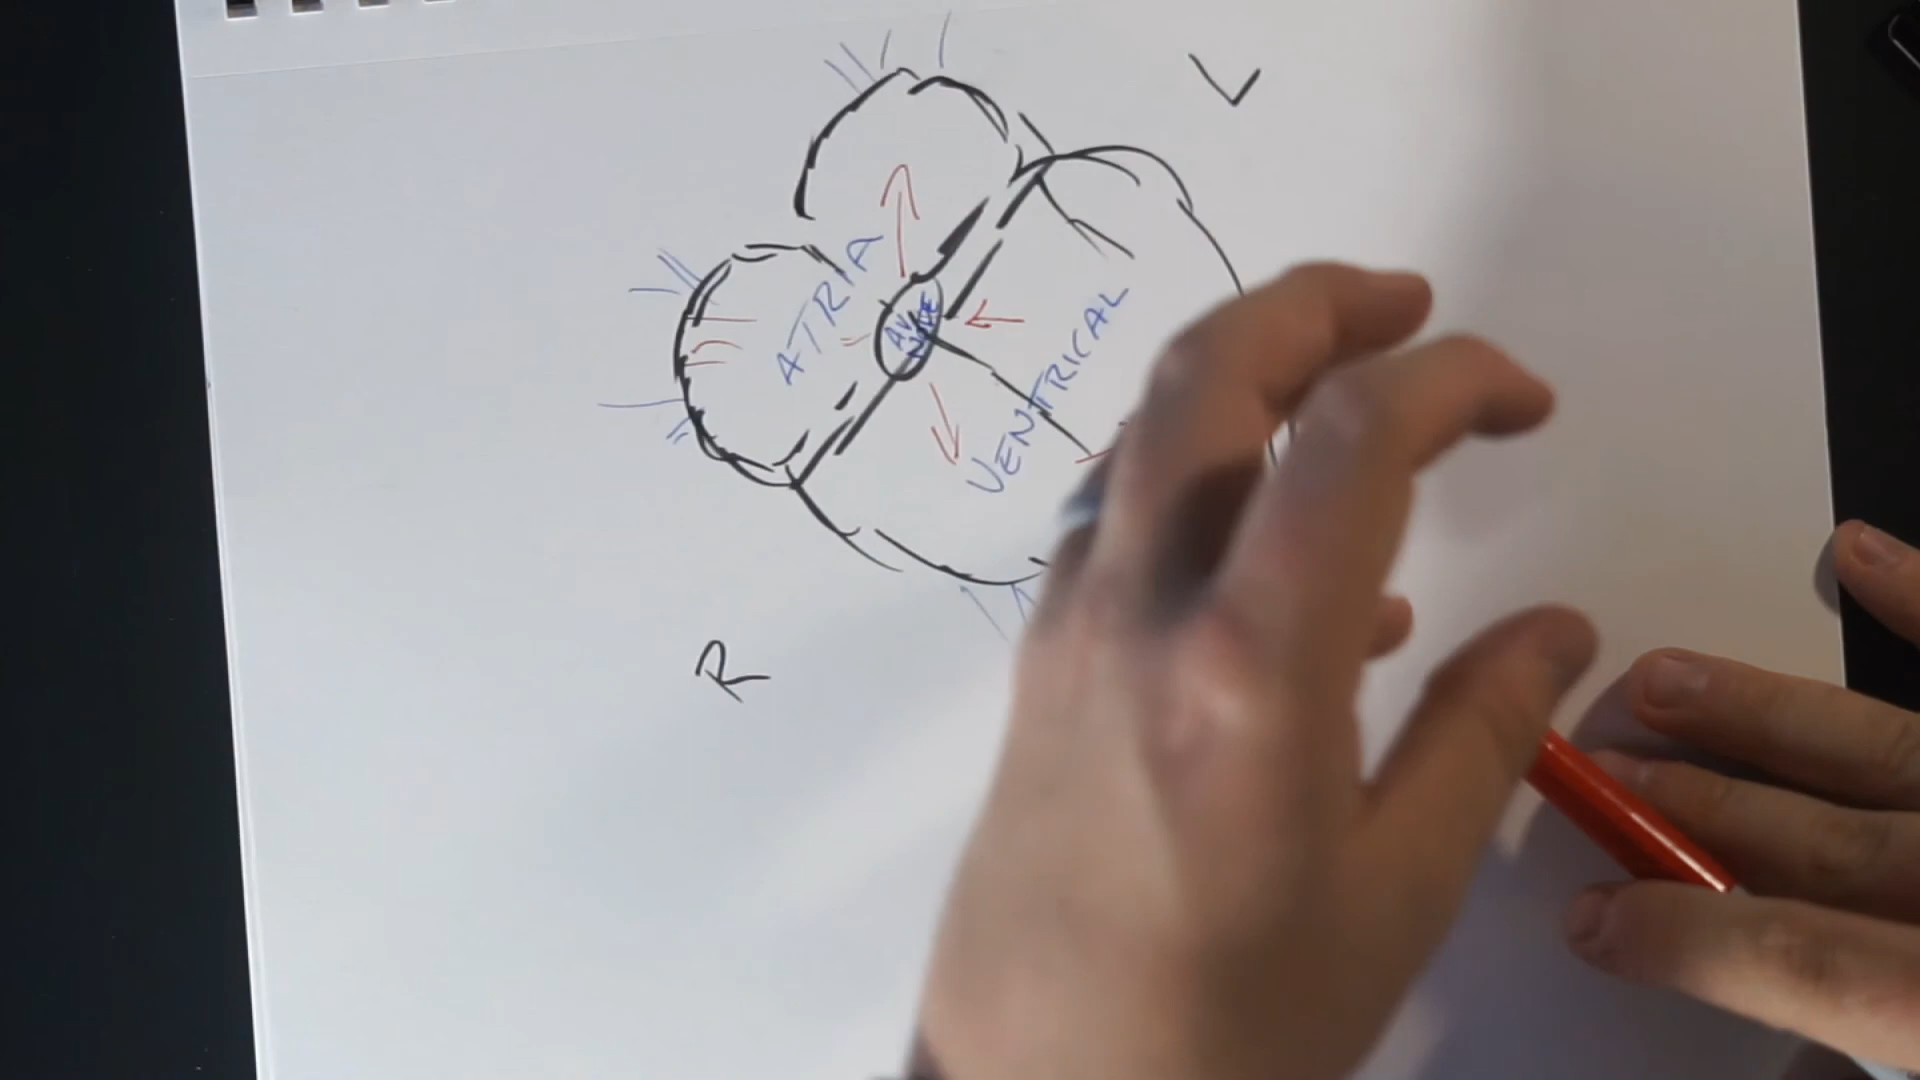 L
ATRIA
AV
NODE
VENTRICAL
R